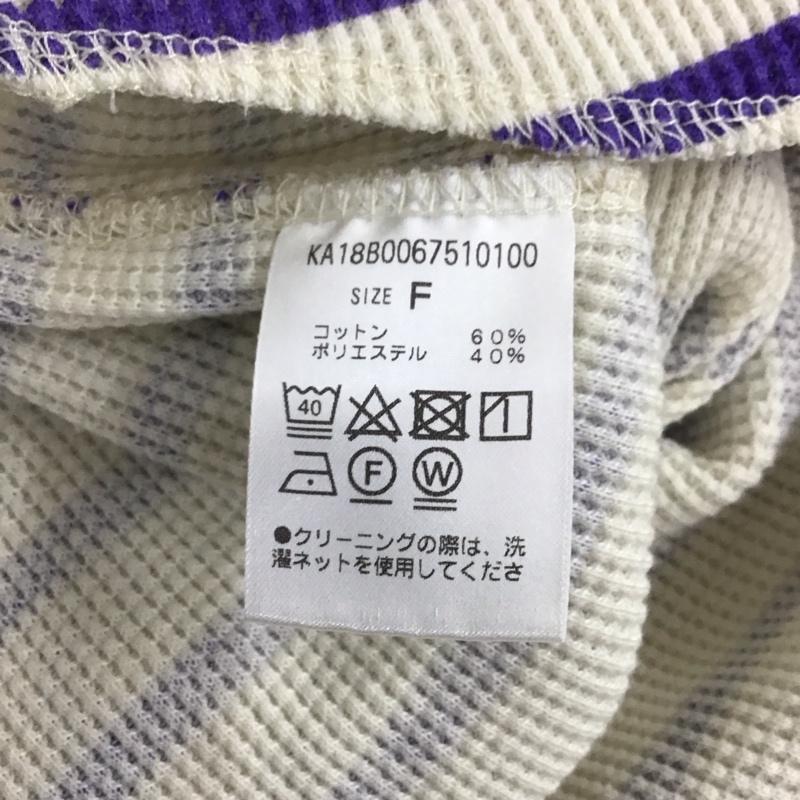 KA18B0067510100
SIZE F
コットン 60%
ポリエステル 40%
40
F W
●クリーニングの際は、洗
濯ネットを使用してくださ